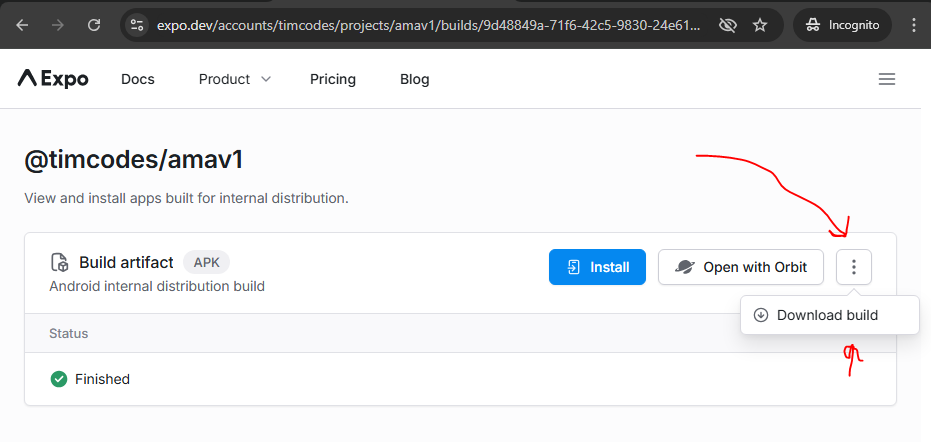 expo.dev/accounts/timcodes/projects/amav1/builds/9d48849a-71f6-42c5-9830-24e61... Incognito
Expo Docs Product Pricing Blog
@timcodes/amav1
View and install apps built for internal distribution.
Build artifact APK
Android internal distribution build
Install
Open with Orbit
Download build
Status
Finished